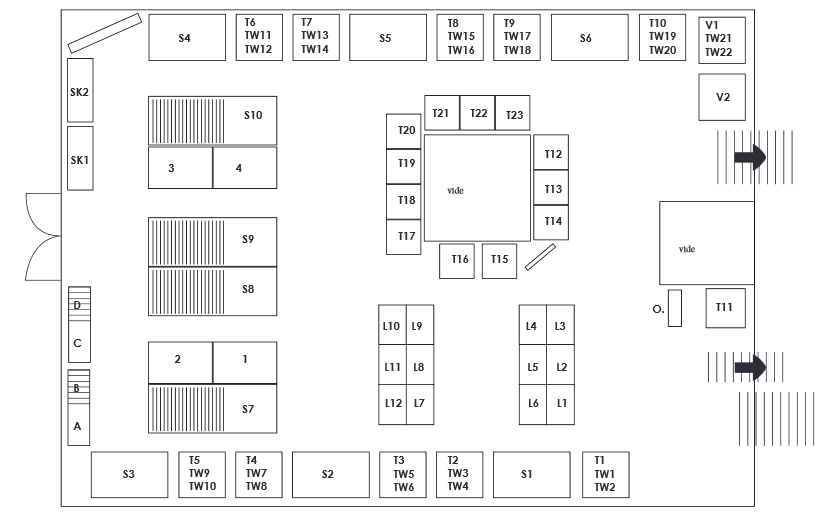 S4
T6
TW11
TW12
T7
TW13
TW14
S5
T8
TW15
TW16
T9
TW17
TW18
S6
T10
TW19
TW20
V1
TW21
TW22
SK2
V2
S10
T21
T22
T23
T20
SK1
3
4
T19
T12
vide
T13
T18
T14
T17
S9
vide
T16
T15
S8
D
O.
T11
L10
L9
L4
L3
C
2
1
L11
L8
L5
L2
B
S7
L12
L7
L6
L1
A
S3
T5
TW9
TW10
T4
TW7
TW8
S2
T3
TW5
TW6
T2
TW3
TW4
S1
T1
TW1
TW2